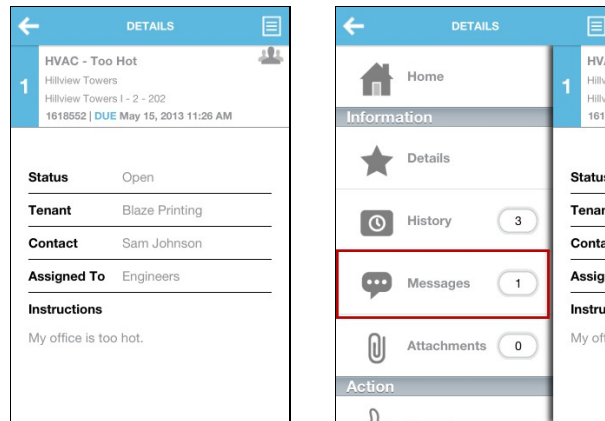 DETAILS
1
HVAC - Too Hot
Hillview Towers
Hillview Towers I - 2 - 202
1618552 | DUE May 15, 2013 11:26 AM
Status Open
Tenant Blaze Printing
Contact Sam Johnson
Assigned To Engineers
Instructions
My office is too hot.
DETAILS
Home
Information
Details
History 3
Messages 1
Attachments 0
Action
1
HVA
Hillv
Hillv
161
Status
Tenan
Conta
Assig
Instru
My off